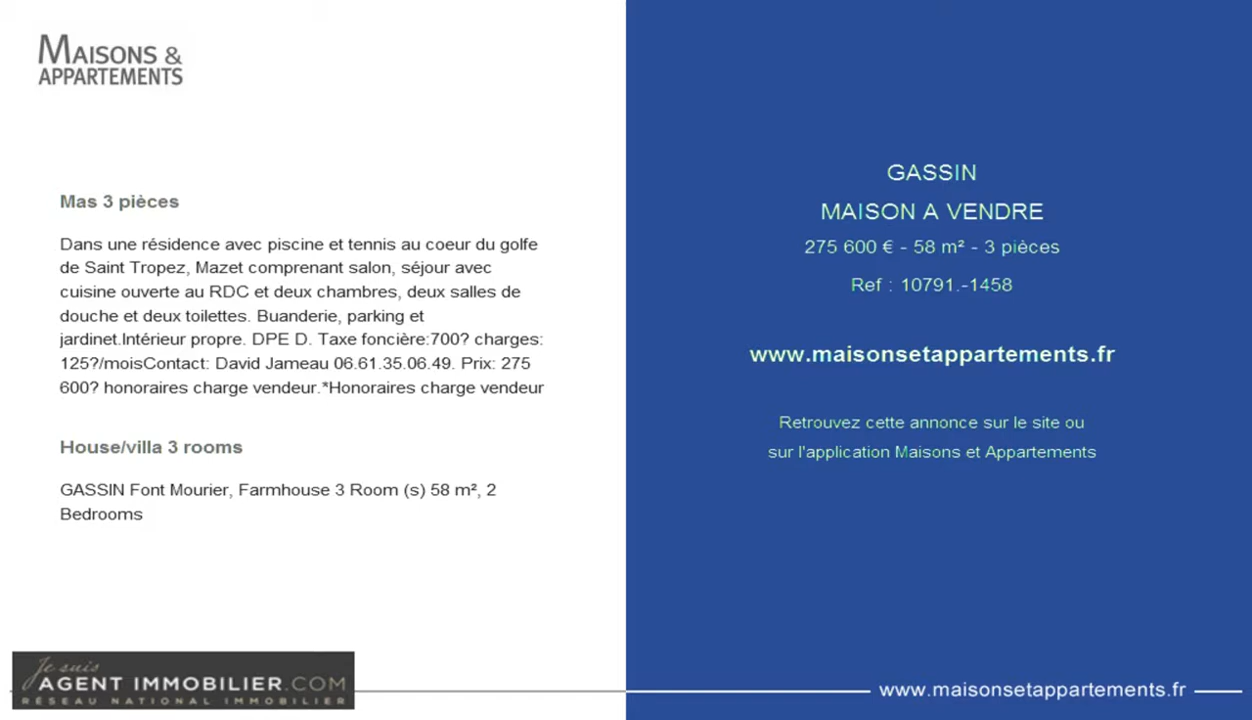 MAISONS &
APPARTEMENTS
Mas 3 pièces
Dans une résidence avec piscine et tennis au coeur du golfe
de Saint Tropez, Mazet comprenant salon, séjour avec
cuisine ouverte au RDC et deux chambres, deux salles de
douche et deux toilettes. Buanderie, parking et
jardinet.Intérieur propre. DPE D. Taxe foncière:700? charges:
125?/moisContact: David Jameau 06.61.35.06.49. Prix: 275
600? honoraires charge vendeur.*Honoraires charge vendeur
House/villa 3 rooms
GASSIN Font Mourier, Farmhouse 3 Room (s) 58 m², 2
Bedrooms
Je suis
AGENT IMMOBILIER.COM
RÉSEAU NATIONAL IMMOBILIER
GASSIN
MAISON A VENDRE
275 600 € - 58 m² - 3 pièces
Ref : 10791.-1458
www.maisonsetappartements.fr
Retrouvez cette annonce sur le site ou
sur l'application Maisons et Appartements
www.maisonsetappartements.fr